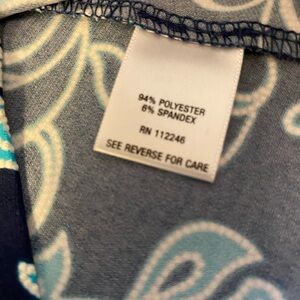 94% POLYESTER
6% SPANDEX
RN 112246
SEE REVERSE FOR CARE